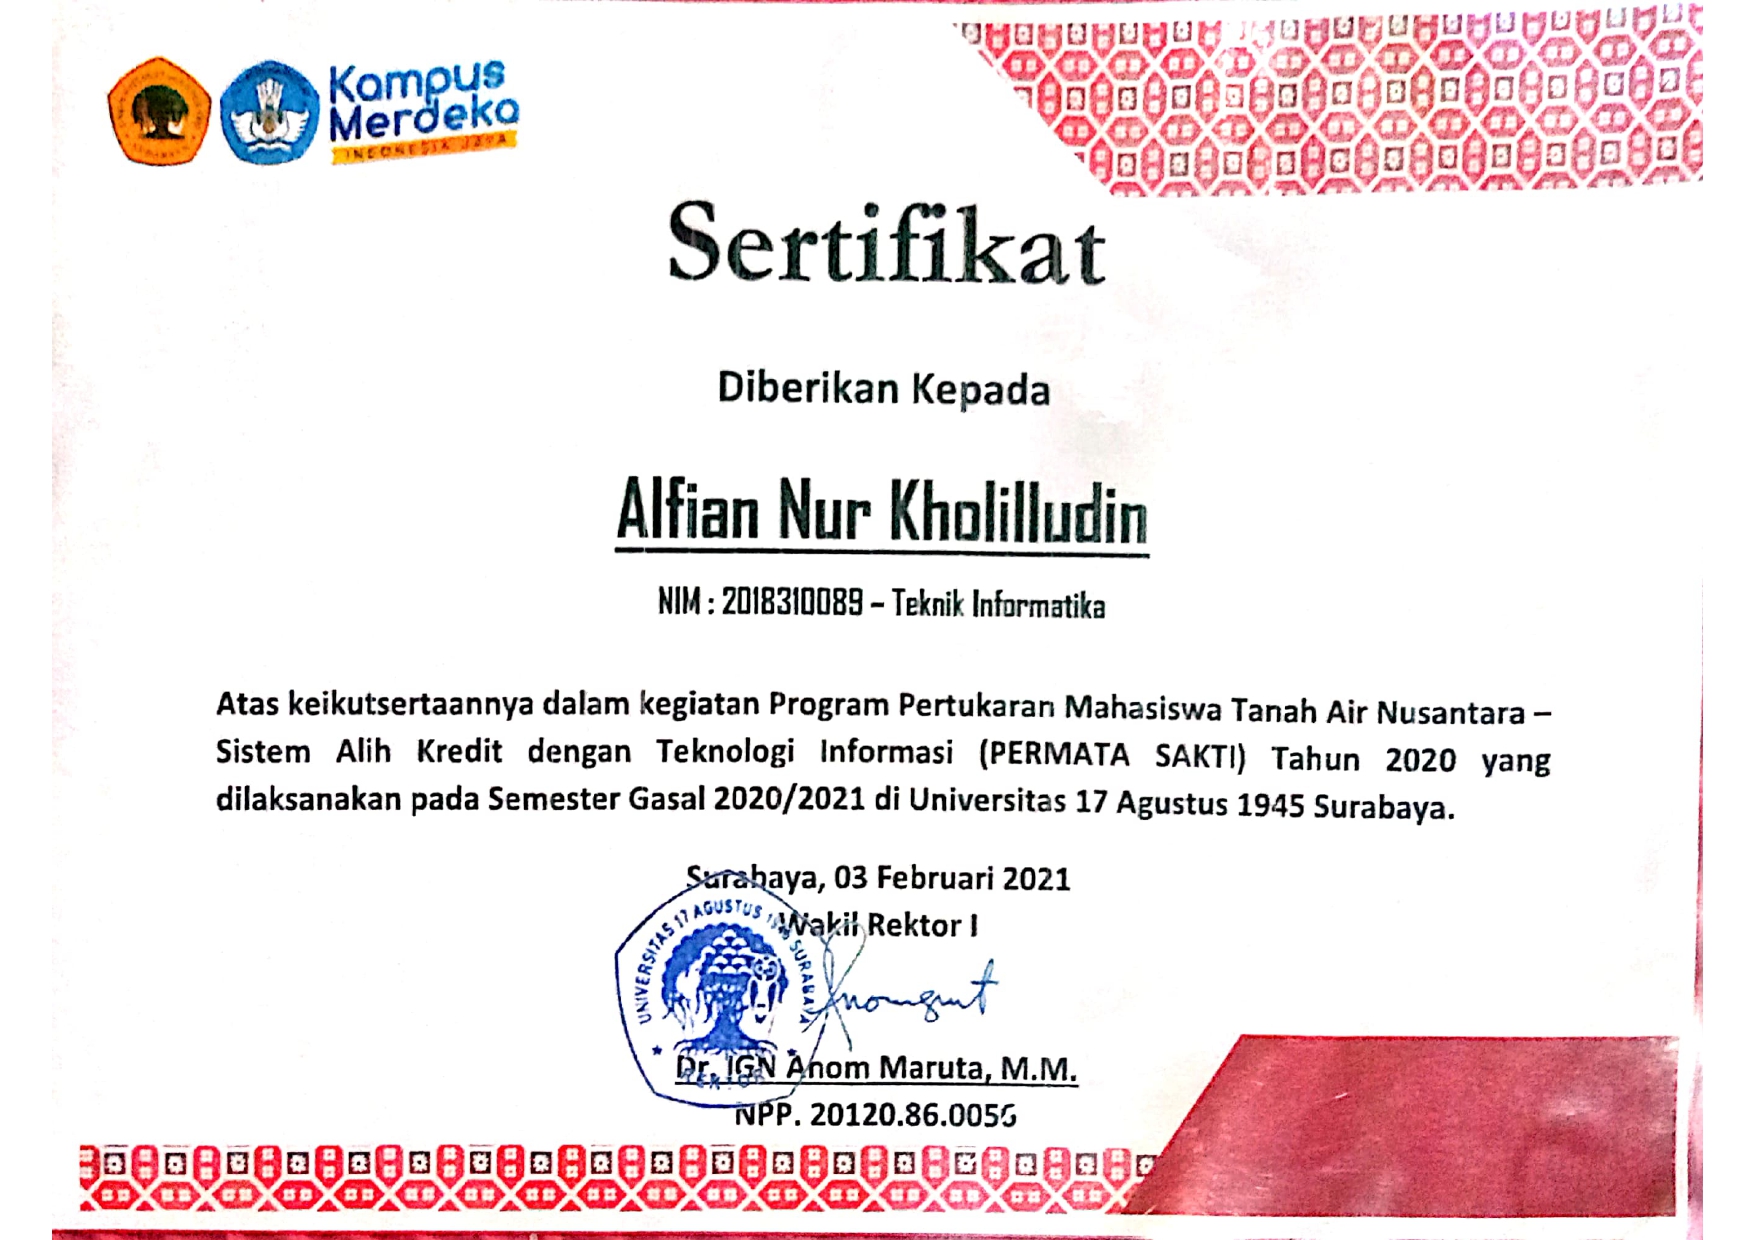 Kampus
Merdeka
INDONESIA JAYA
Sertifikat
Diberikan Kepada
Alfian Nur Kholilludin
NIM : 2018310089 – Teknik Informatika
Atas keikutsertaannya dalam kegiatan Program Pertukaran Mahasiswa Tanah Air Nusantara –
Sistem Alih Kredit dengan Teknologi Informasi (PERMATA SAKTI) Tahun 2020 yang
dilaksanakan pada Semester Gasal 2020/2021 di Universitas 17 Agustus 1945 Surabaya.
Surabaya, 03 Februari 2021
Wakil Rektor I
UNIVERSITAS 17 AGUSTUS 1945 SURABAYA
REKTOR
Dr. IGN Anom Maruta, M.M.
NPP. 20120.86.0056